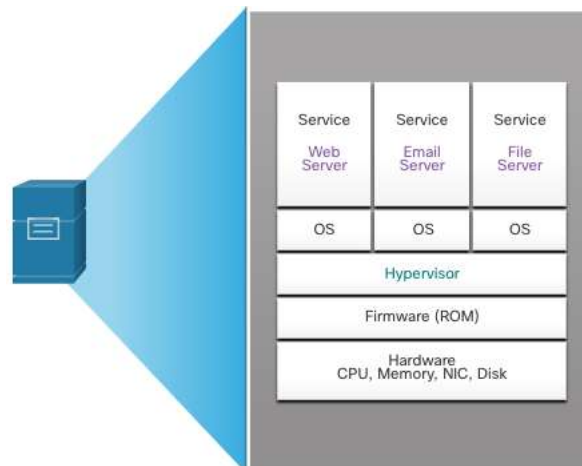 Service
Web
Server
Service
Email
Server
Service
File
Server
OS
OS
OS
Hypervisor
Firmware (ROM)
Hardware
CPU, Memory, NIC, Disk